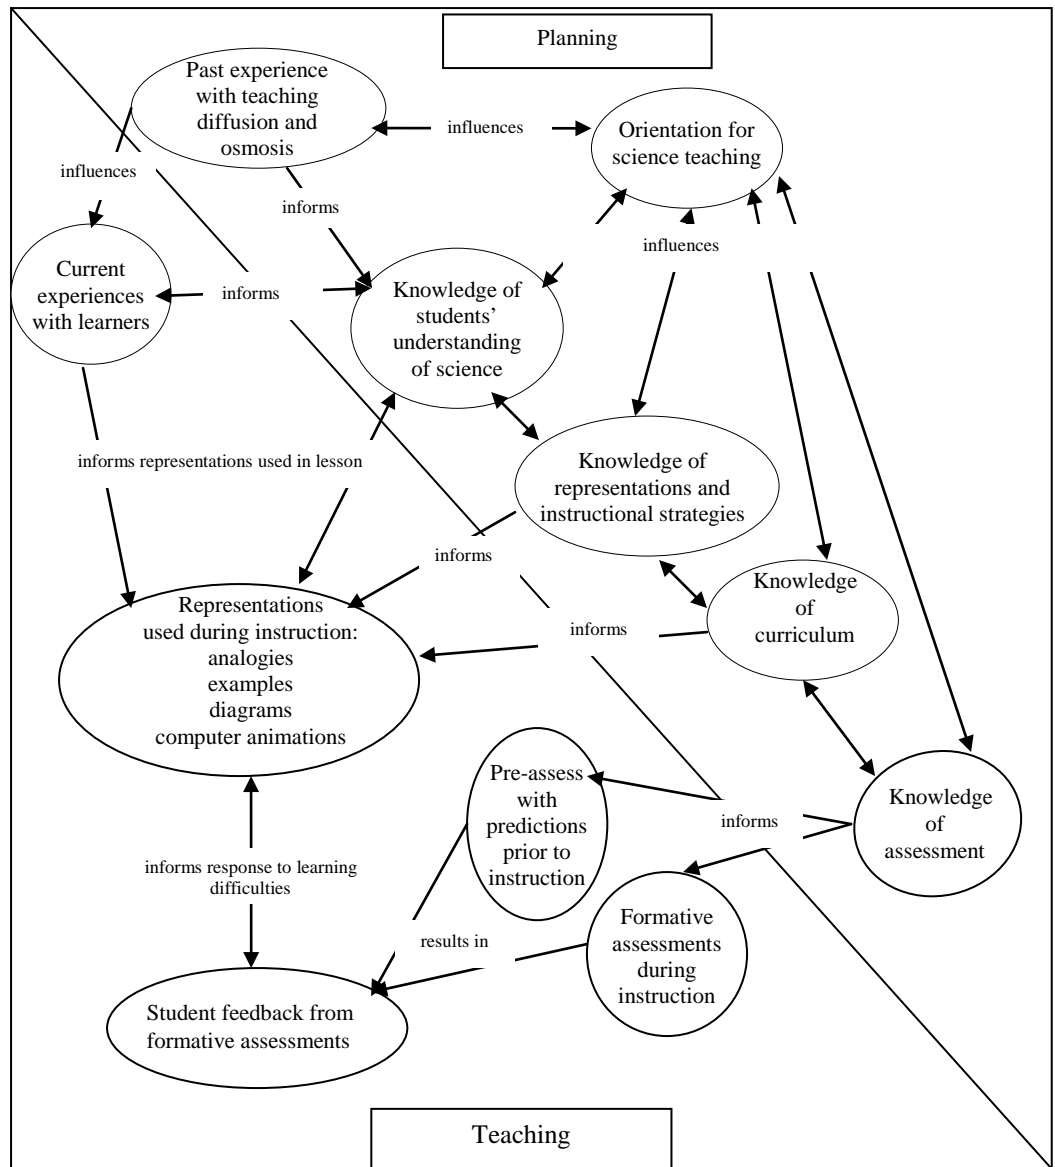 Planning
Past experience
with teaching
diffusion and
osmosis
influences
Orientation for
science teaching
influences
informs
influences
Current
experiences
with learners
informs
Knowledge of
students’
understanding
of science
informs representations used in lesson
Knowledge of
representations and
instructional strategies
informs
Knowledge
of
curriculum
informs
Representations
used during instruction:
analogies
examples
diagrams
computer animations
Pre-assess
with
predictions
prior to
instruction
informs
Knowledge
of
assessment
informs response to learning
difficulties
results in
Formative
assessments
during
instruction
Student feedback from
formative assessments
Teaching